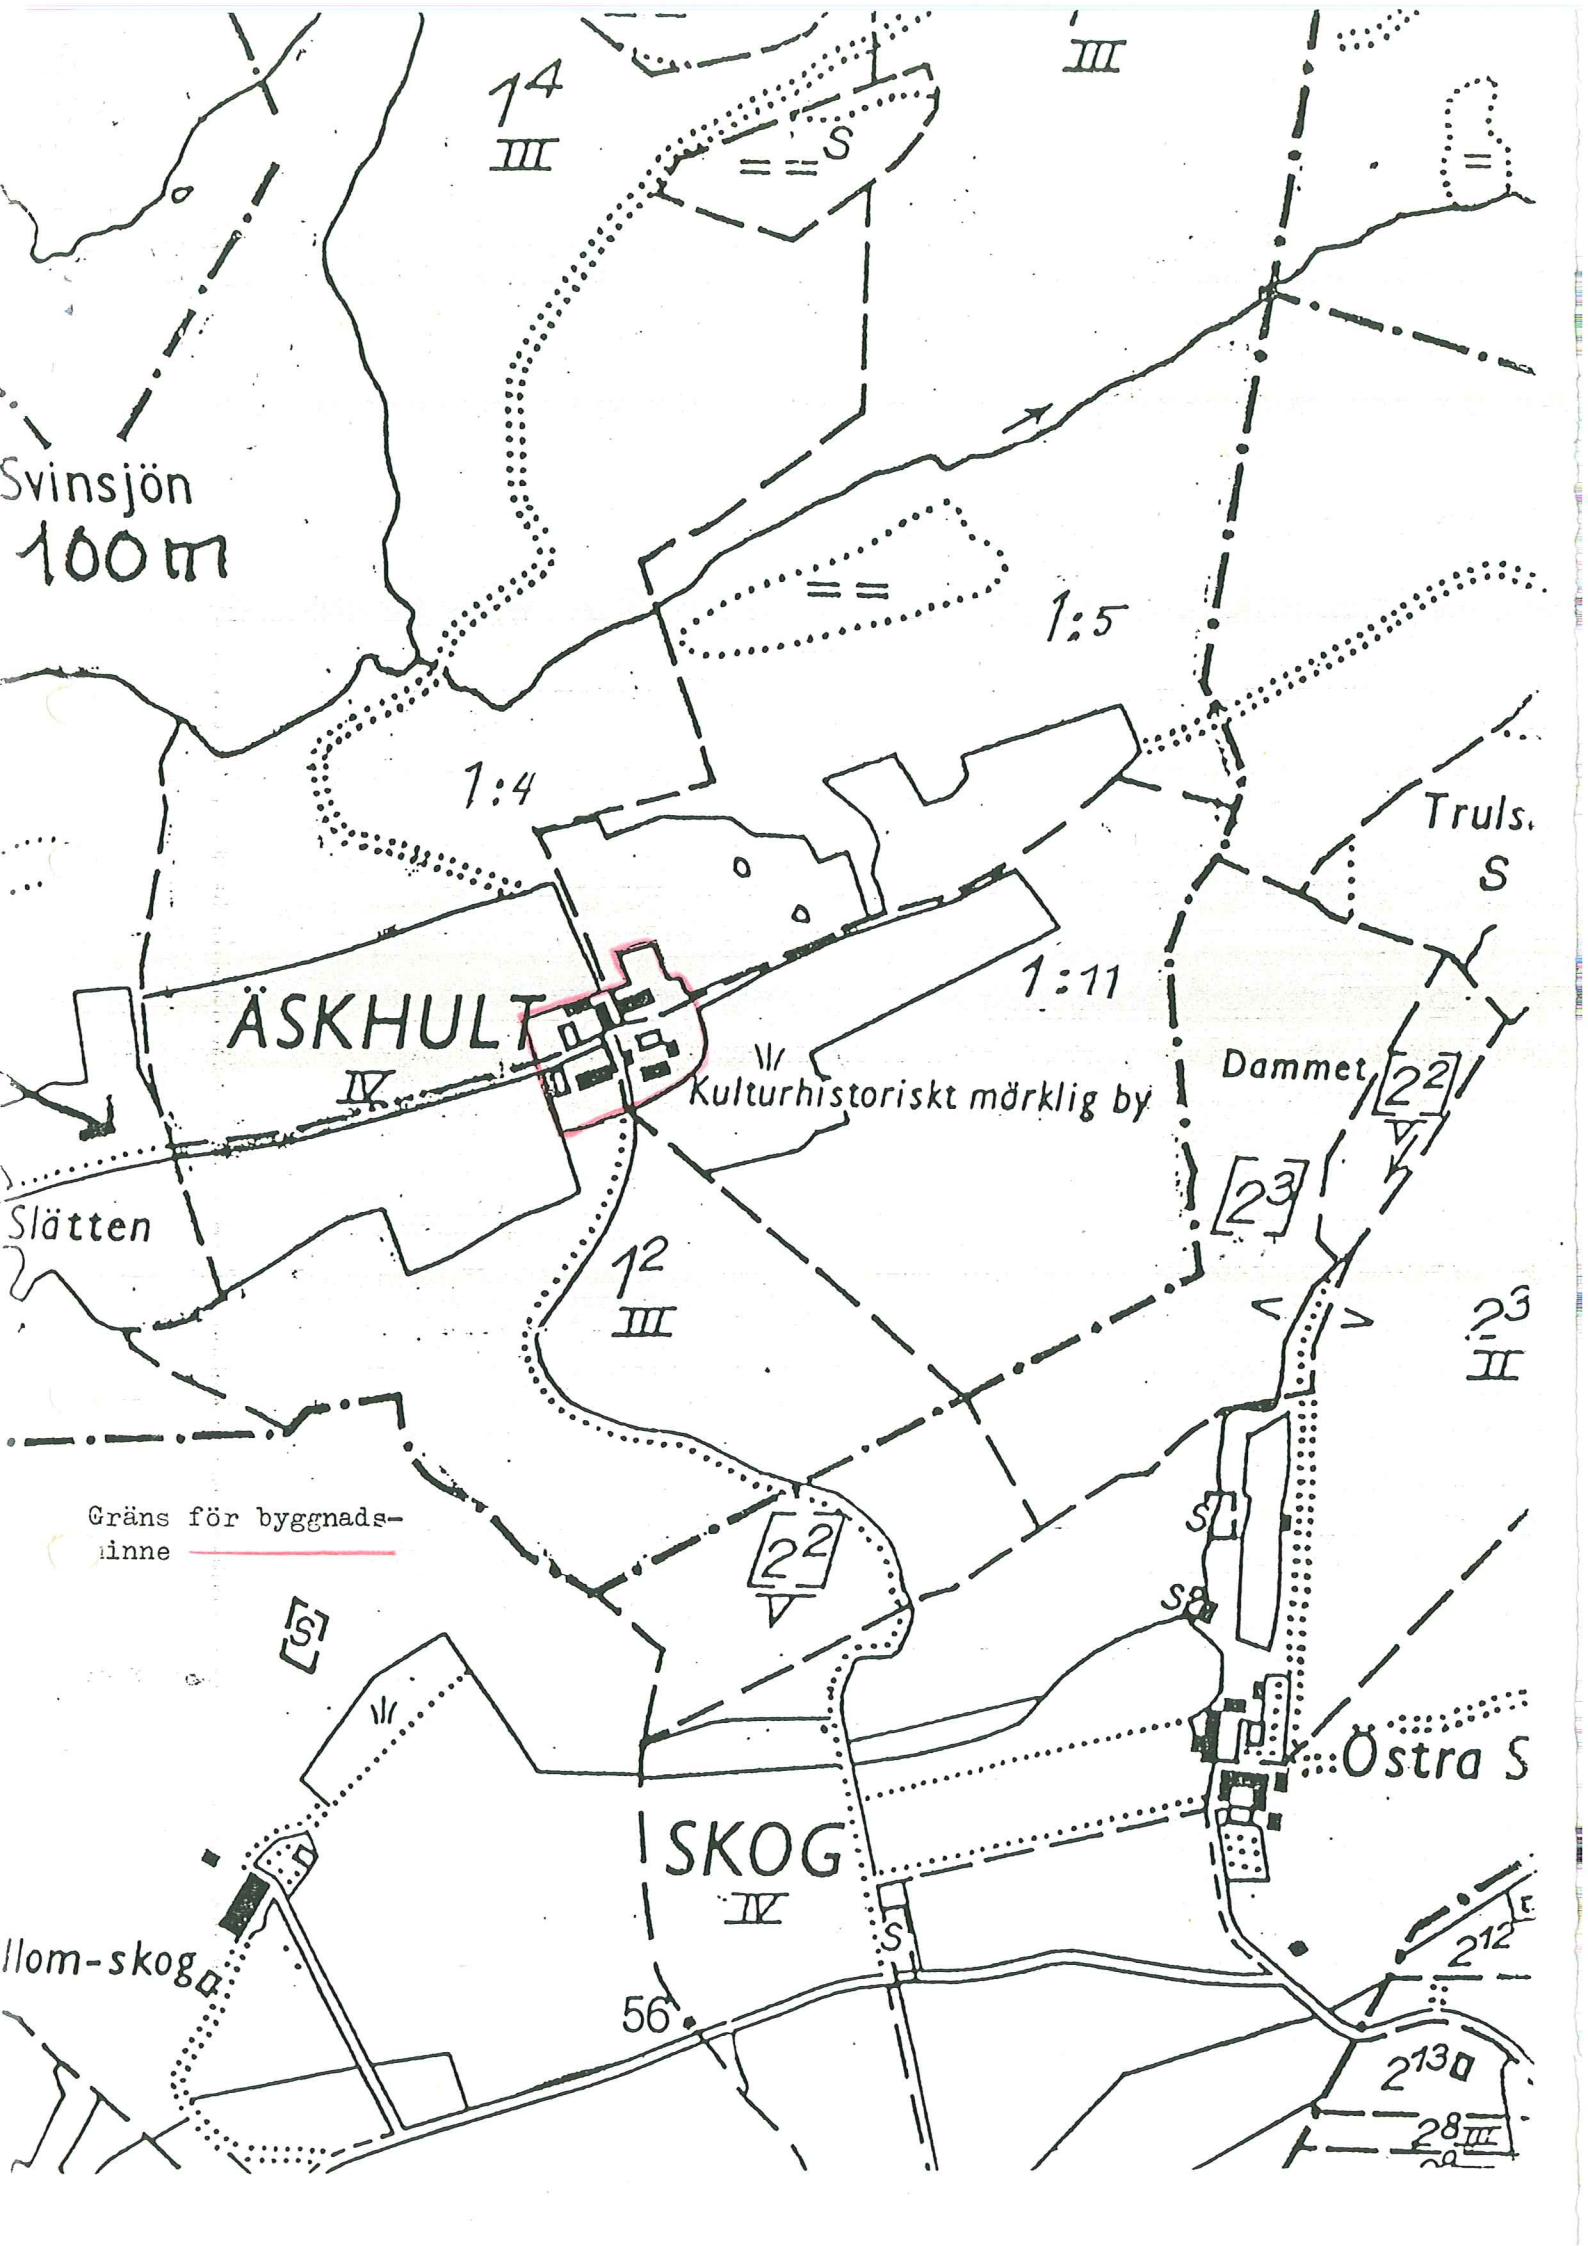 III
1⁴
III
S
Svinsjön
100 m
1:5
1:4
Truls.
S
ÄSKHULT
IV
1:11
Kulturhistoriskt märklig by
Dammet
[2²]
V
[2³]
Slätten
1²
III
2³
II
Gräns för byggnads-
inne
[2²]
V
S
S
[S]
Östra S
SKOG
IV
S
llom-skog
56
2¹²
2¹³
2⁸ III